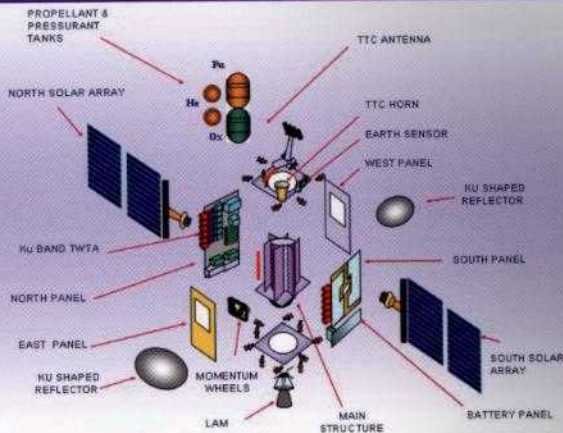 PROPELLANT &
PRESSURANT
TANKS
TTC ANTENNA
Pu
NORTH SOLAR ARRAY
He
TTC HORN
EARTH SENSOR
Ox
WEST PANEL
KU SHAPED
REFLECTOR
Ku BAND TWTA
SOUTH PANEL
NORTH PANEL
EAST PANEL
SOUTH SOLAR
ARRAY
MOMENTUM
WHEELS
KU SHAPED
REFLECTOR
BATTERY PANEL
LAM
MAIN
STRUCTURE